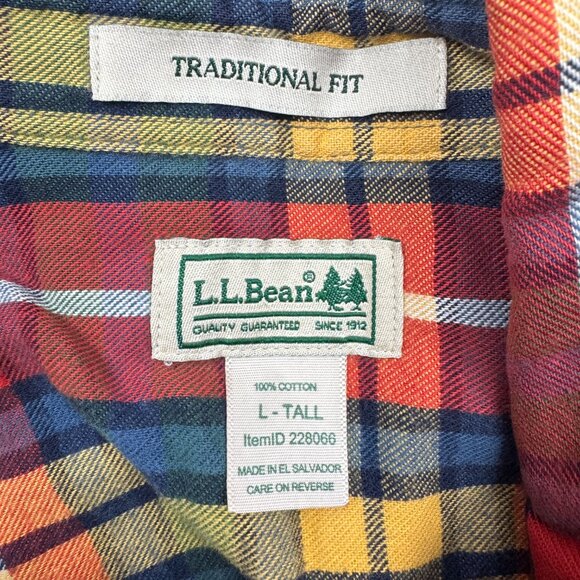 TRADITIONAL FIT
L.L.Bean®
QUALITY GUARANTEED SINCE 1912
100% COTTON
L - TALL
ItemID 228066
MADE IN EL SALVADOR
CARE ON REVERSE